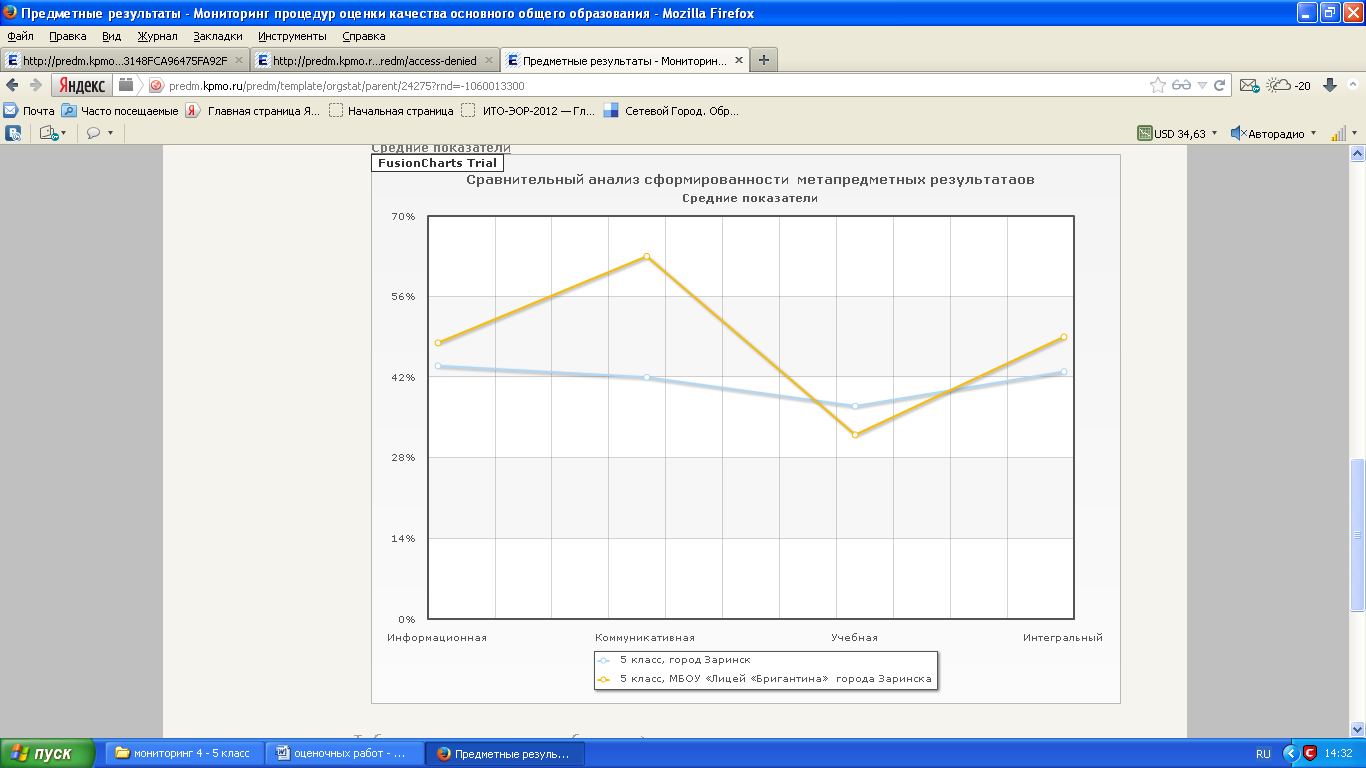 Предметные результаты - Мониторинг процедур оценки качества основного общего образования - Mozilla Firefox
Файл Правка Вид Журнал Закладки Инструменты Справка
http://predm.kpmo...3148FCA96475FA92F http://predm.kpmo.r...redm/access-denied Предметные результаты - Мониторин...
Яндекс predm.kpmo.ru/predm/template/orgstat/parent/24275?rnd=-1060013300 -20
Почта Часто посещаемые Главная страница Я... Начальная страница ИТО-ЭОР-2012 — Гл... Сетевой Город. Обр...
USD 34,63 Авторадио
Средние показатели
FusionCharts Trial
Сравнительный анализ сформированности метапредметных результатаов
Средние показатели
70%
56%
42%
28%
14%
0%
Информационная Коммуникативная Учебная Интегральный
5 класс, город Заринск
5 класс, МБОУ «Лицей «Бригантина» города Заринска
пуск мониторинг 4 - 5 класс оценочных работ - ... Предметные резуль... RU 14:32